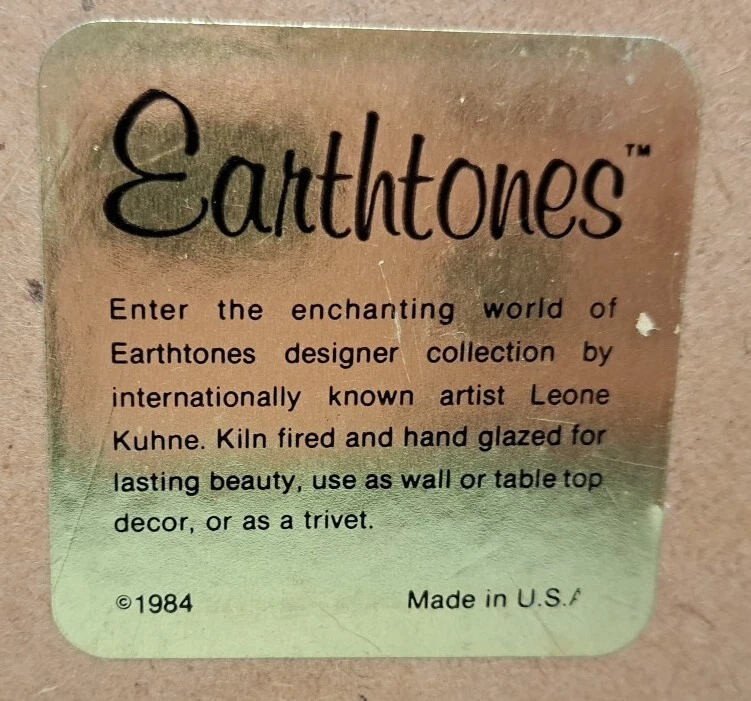 Earthtones™
Enter the enchanting world of
Earthtones designer collection by
internationally known artist Leone
Kuhne. Kiln fired and hand glazed for
lasting beauty, use as wall or table top
decor, or as a trivet.
©1984 Made in U.S.A